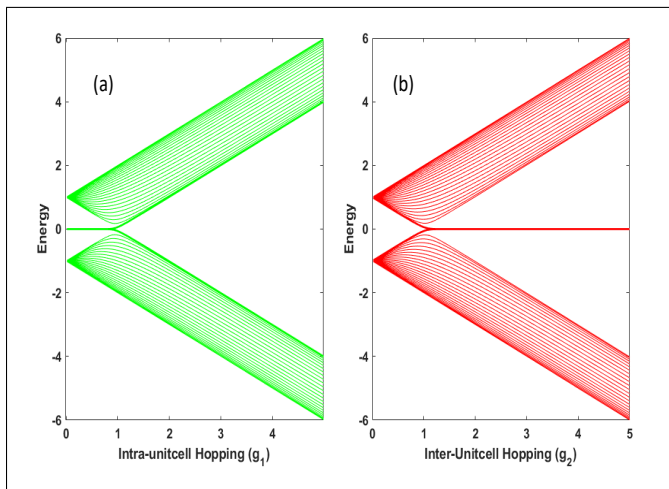 (a)
Energy
6
4
2
0
-2
-4
-6
0 1 2 3 4
Intra-unitcell Hopping (g1)
(b)
Energy
6
4
2
0
-2
-4
-6
0 1 2 3 4 5
Inter-Unitcell Hopping (g2)